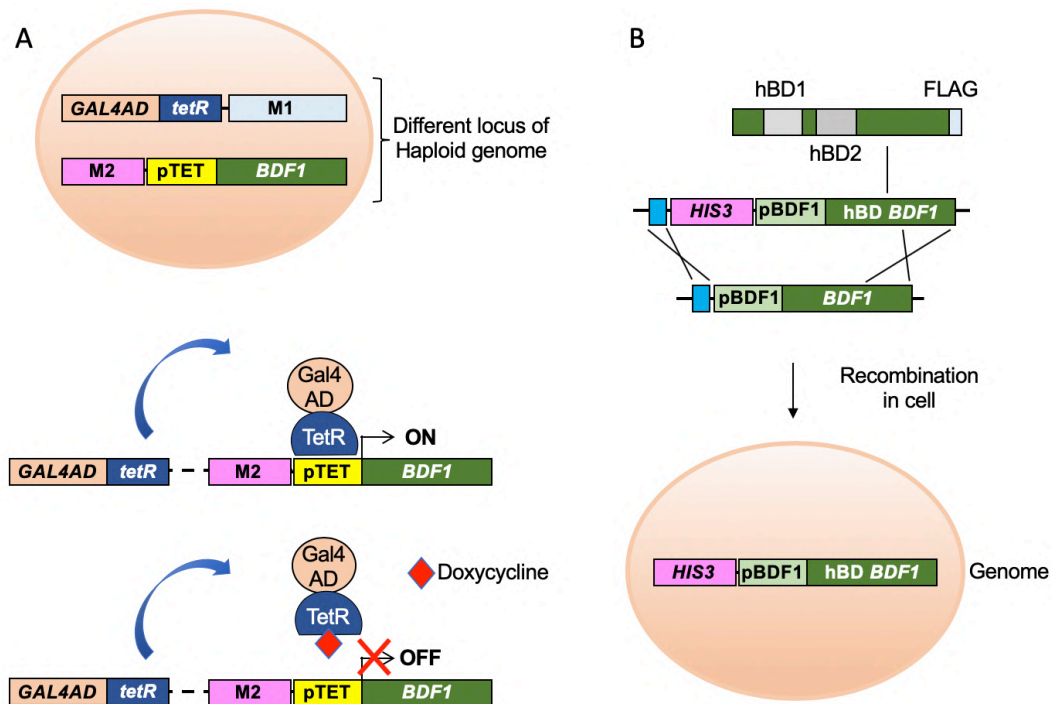 A
GAL4AD tetR M1
M2 pTET BDF1
Different locus of
Haploid genome
Gal4
AD
TetR
ON
GAL4AD tetR M2 pTET BDF1
Gal4
AD
TetR
Doxycycline
OFF
GAL4AD tetR M2 pTET BDF1
B
hBD1 FLAG
hBD2
HIS3 pBDF1 hBD BDF1
pBDF1 BDF1
Recombination
in cell
HIS3 pBDF1 hBD BDF1 Genome